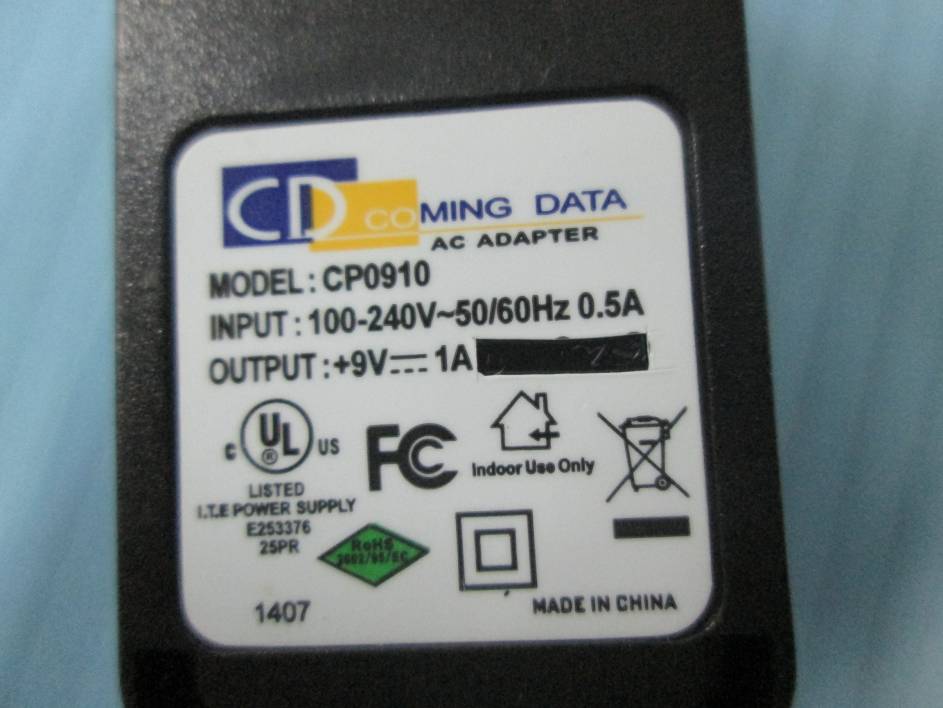 CD COMING DATA
AC ADAPTER
MODEL : CP0910
INPUT : 100-240V~50/60Hz 0.5A
OUTPUT : +9V⎓ 1A
c UL ® US
FC
Indoor Use Only
LISTED
I.T.E POWER SUPPLY
E253376
25PR
RoHS
2002/95/EC
1407
MADE IN CHINA